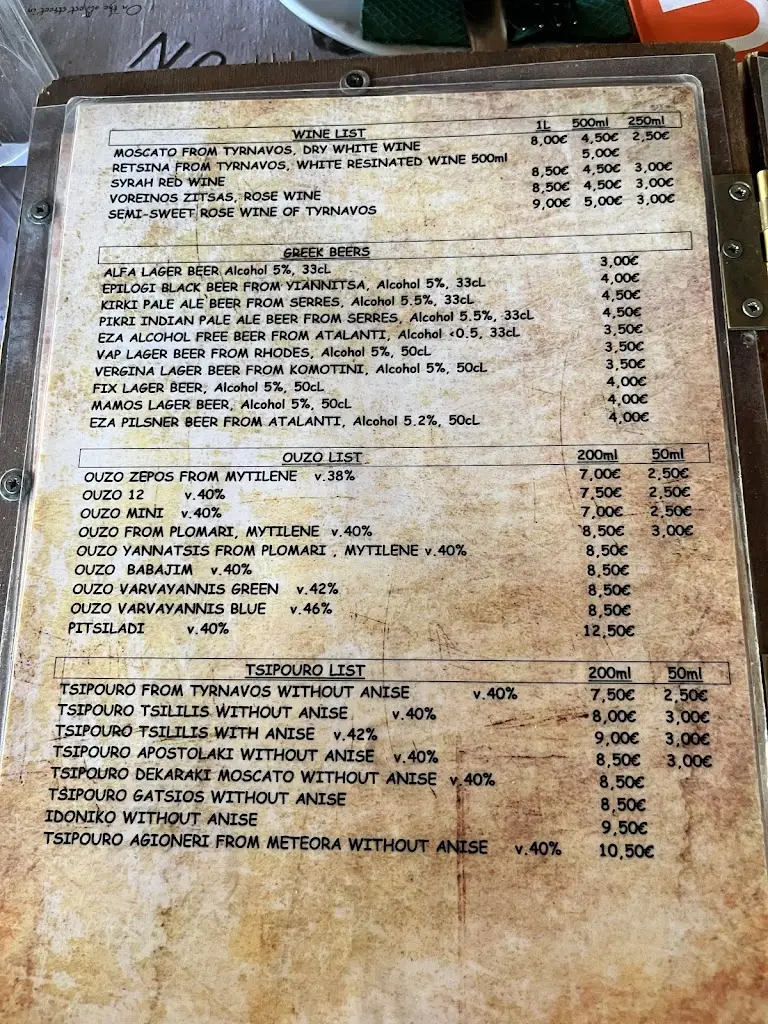 WINE LIST 1L 500ml 250ml
MOSCATO FROM TYRNAVOS, DRY WHITE WINE 8,00€ 4,50€ 2,50€
RETSINA FROM TYRNAVOS, WHITE RESINATED WINE 500ml 5,00€
SYRAH RED WINE 8,50€ 4,50€ 3,00€
VOREINOS ZITSAS, ROSE WINE 8,50€ 4,50€ 3,00€
SEMI-SWEET ROSE WINE OF TYRNAVOS 9,00€ 5,00€ 3,00€
GREEK BEERS
ALFA LAGER BEER Alcohol 5%, 33cL 3,00€
EPILOGI BLACK BEER FROM YIANNITSA, Alcohol 5%, 33cL 4,00€
KIRKI PALE ALE BEER FROM SERRES, Alcohol 5.5%, 33cL 4,50€
PIKRI INDIAN PALE ALE BEER FROM SERRES, Alcohol 5.5%, 33cL 4,50€
EZA ALCOHOL FREE BEER FROM ATALANTI, Alcohol <0.5, 33cL 3,50€
VAP LAGER BEER FROM RHODES, Alcohol 5%, 50cL 3,50€
VERGINA LAGER BEER FROM KOMOTINI, Alcohol 5%, 50cL 3,50€
FIX LAGER BEER, Alcohol 5%, 50cL 4,00€
MAMOS LAGER BEER, Alcohol 5%, 50cL 4,00€
EZA PILSNER BEER FROM ATALANTI, Alcohol 5.2%, 50cL 4,00€
OUZO LIST 200ml 50ml
OUZO ZEPOS FROM MYTILENE v.38% 7,00€ 2,50€
OUZO 12 v.40% 7,50€ 2,50€
OUZO MINI v.40% 7,00€ 2,50€
OUZO FROM PLOMARI, MYTILENE v.40% 8,50€ 3,00€
OUZO YANNATSIS FROM PLOMARI , MYTILENE v.40% 8,50€
OUZO BABAJIM v.40% 8,50€
OUZO VARVAYANNIS GREEN v.42% 8,50€
OUZO VARVAYANNIS BLUE v.46% 8,50€
PITSILADI v.40% 12,50€
TSIPOURO LIST 200ml 50ml
TSIPOURO FROM TYRNAVOS WITHOUT ANISE v.40% 7,50€ 2,50€
TSIPOURO TSILILIS WITHOUT ANISE v.40% 8,00€ 3,00€
TSIPOURO TSILILIS WITH ANISE v.42% 9,00€ 3,00€
TSIPOURO APOSTOLAKI WITHOUT ANISE v.40% 8,50€ 3,00€
TSIPOURO DEKARAKI MOSCATO WITHOUT ANISE v.40% 8,50€
TSIPOURO GATSIOS WITHOUT ANISE 8,50€
IDONIKO WITHOUT ANISE 9,50€
TSIPOURO AGIONERI FROM METEORA WITHOUT ANISE v.40% 10,50€